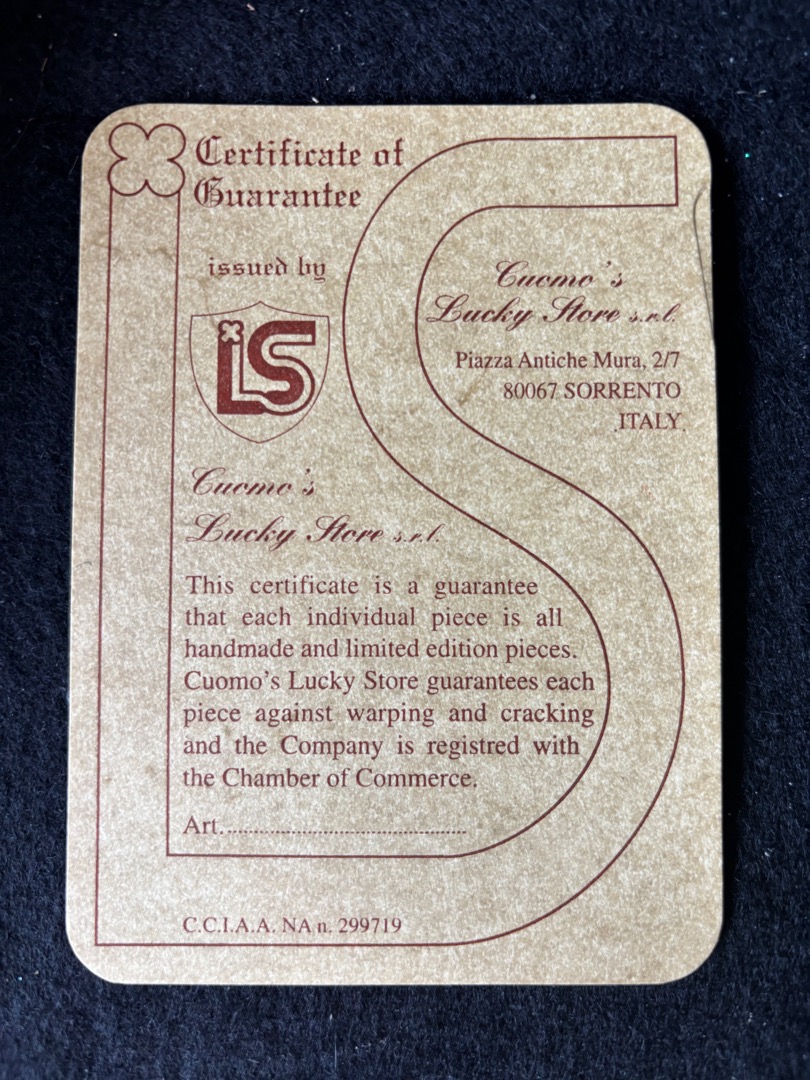 Certificate of
Guarantee
issued by
LS
Cuomo's
Lucky Store s.r.l.
Piazza Antiche Mura, 2/7
80067 SORRENTO
ITALY
Cuomo's
Lucky Store s.r.l.
This certificate is a guarantee
that each individual piece is all
handmade and limited edition pieces.
Cuomo's Lucky Store guarantees each
piece against warping and cracking
and the Company is registred with
the Chamber of Commerce.
Art...............................................
C.C.I.A.A. NA n. 299719